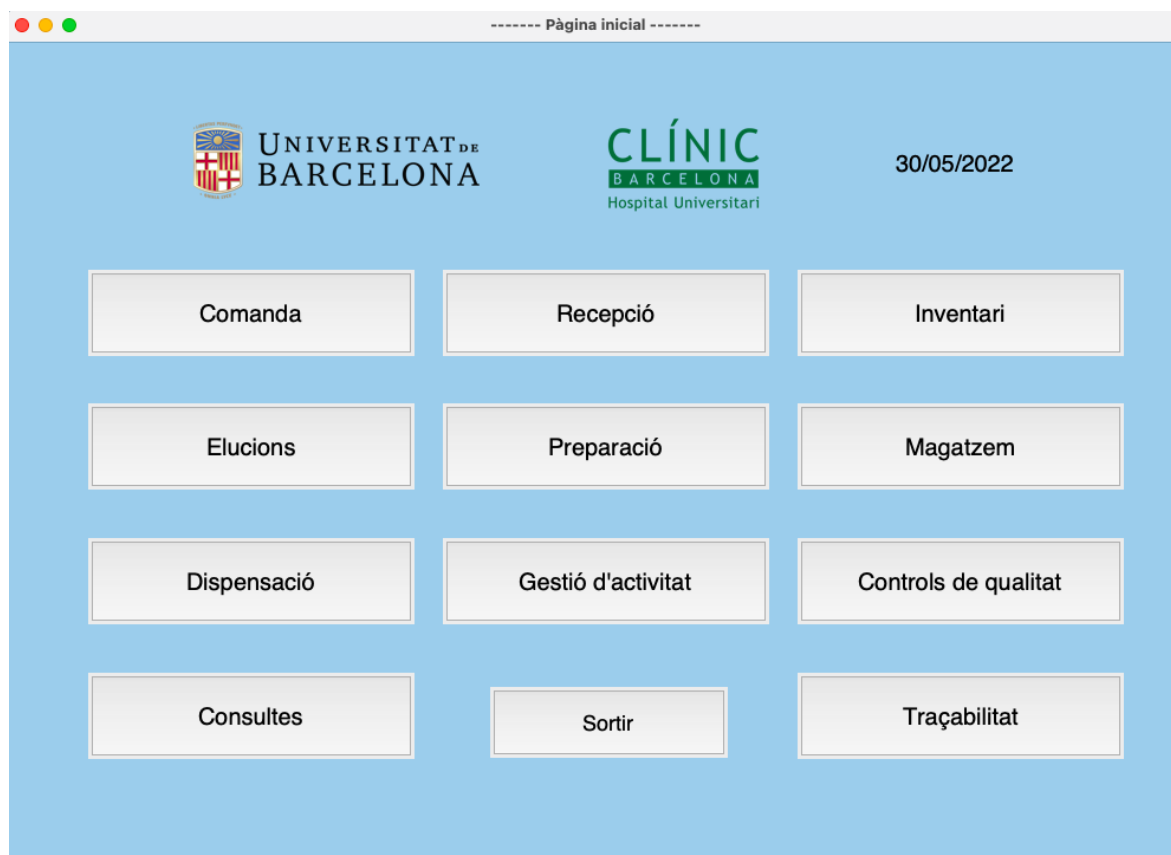 ------- Pàgina inicial -------
UNIVERSITAT DE
BARCELONA
CLÍNIC
BARCELONA
Hospital Universitari
30/05/2022
Comanda
Recepció
Inventari
Elucions
Preparació
Magatzem
Dispensació
Gestió d'activitat
Controls de qualitat
Consultes
Sortir
Traçabilitat